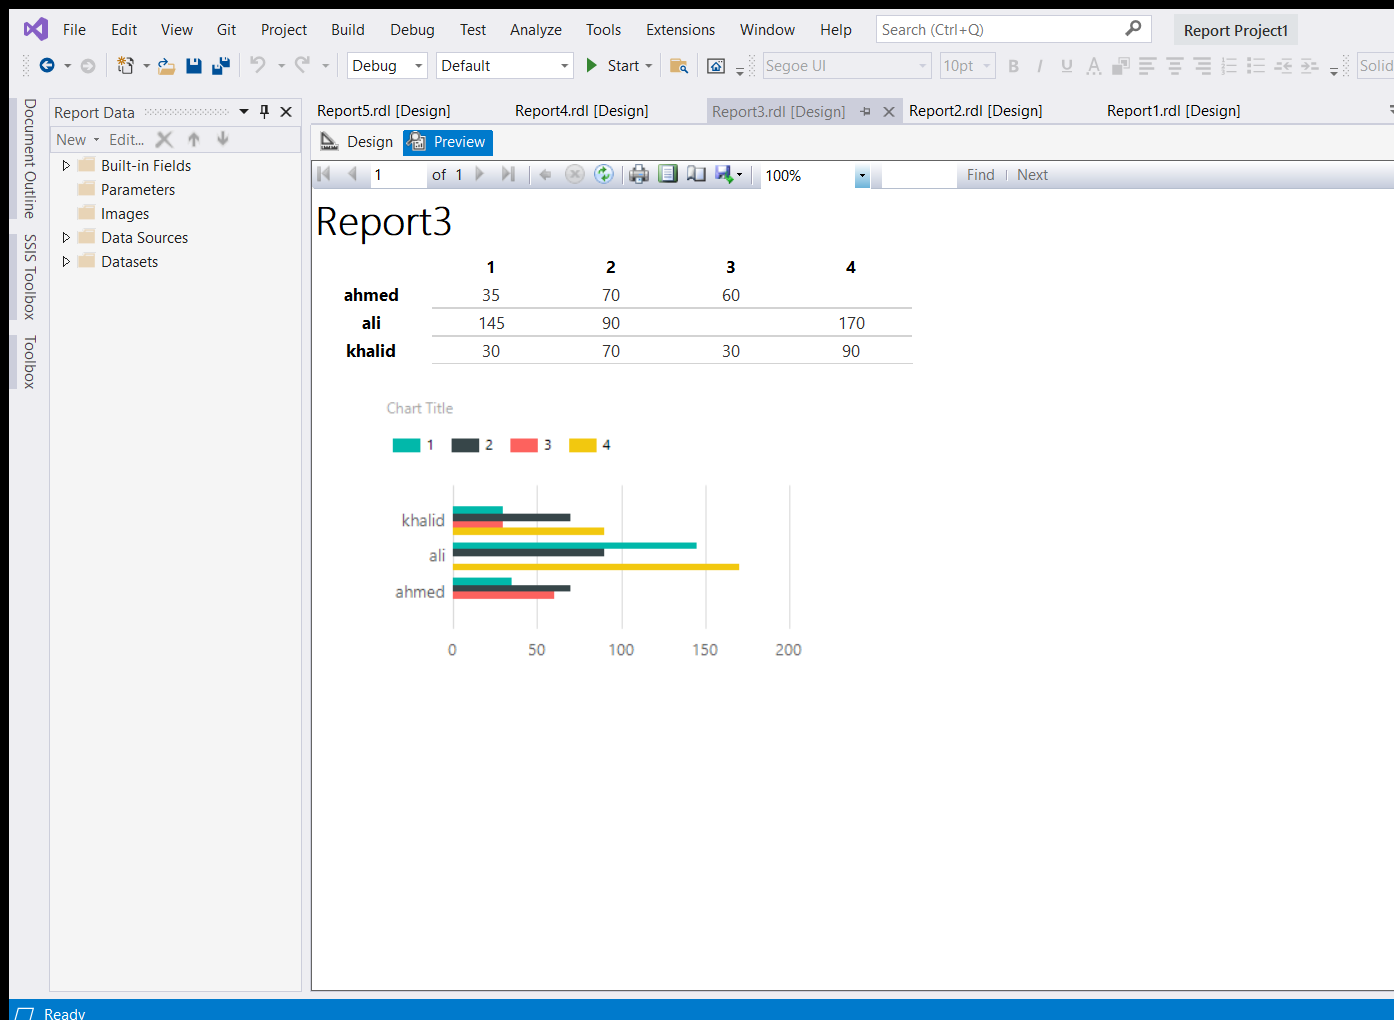 File Edit View Git Project Build Debug Test Analyze Tools Extensions Window Help Search (Ctrl+Q) Report Project1
Debug Default Start Segoe UI 10pt B I U A Solid
Document Outline
SSIS Toolbox
Toolbox
Report Data
New Edit...
Built-in Fields
Parameters
Images
Data Sources
Datasets
Report5.rdl [Design] Report4.rdl [Design] Report3.rdl [Design] Report2.rdl [Design] Report1.rdl [Design]
Design Preview
1 of 1 100% Find Next
Report3
1 2 3 4
ahmed 35 70 60
ali 145 90 170
khalid 30 70 30 90
Chart Title
1 2 3 4
khalid
ali
ahmed
0 50 100 150 200
Ready